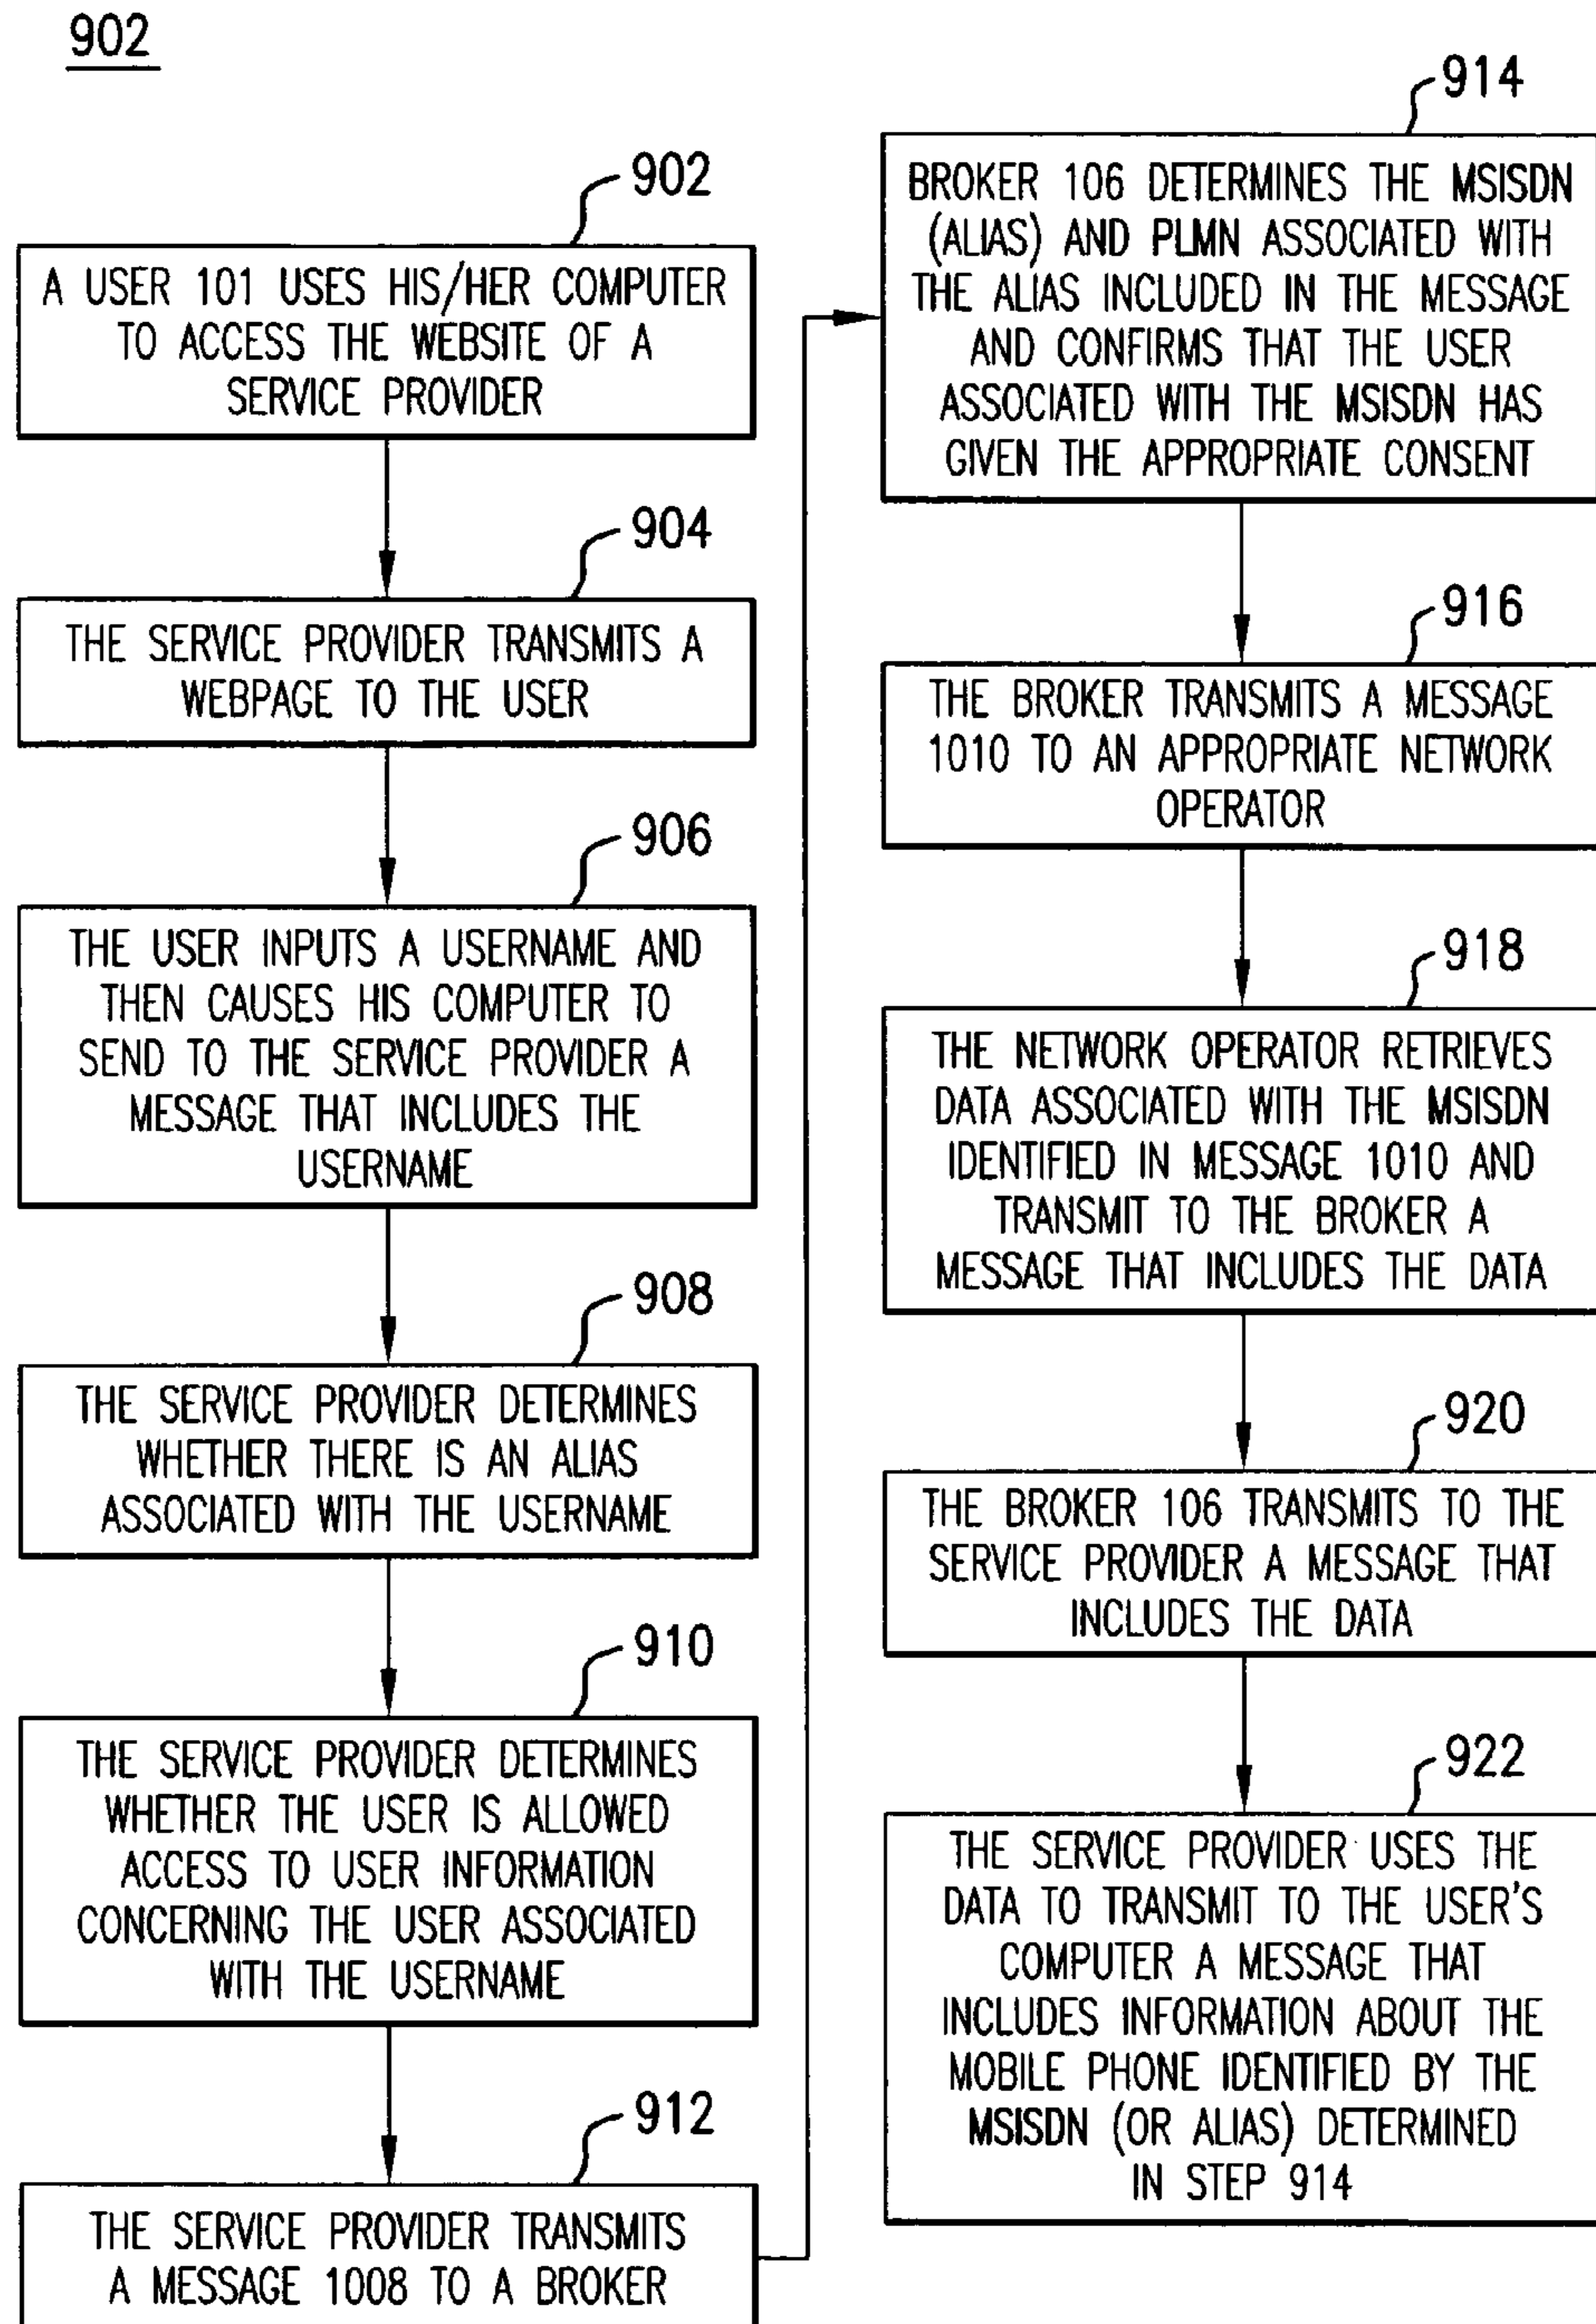 902
902
A USER 101 USES HIS/HER COMPUTER
TO ACCESS THE WEBSITE OF A
SERVICE PROVIDER
904
THE SERVICE PROVIDER TRANSMITS A
WEBPAGE TO THE USER
906
THE USER INPUTS A USERNAME AND
THEN CAUSES HIS COMPUTER TO
SEND TO THE SERVICE PROVIDER A
MESSAGE THAT INCLUDES THE
USERNAME
908
THE SERVICE PROVIDER DETERMINES
WHETHER THERE IS AN ALIAS
ASSOCIATED WITH THE USERNAME
910
THE SERVICE PROVIDER DETERMINES
WHETHER THE USER IS ALLOWED
ACCESS TO USER INFORMATION
CONCERNING THE USER ASSOCIATED
WITH THE USERNAME
912
THE SERVICE PROVIDER TRANSMITS
A MESSAGE 1008 TO A BROKER
914
BROKER 106 DETERMINES THE MSISDN
(ALIAS) AND PLMN ASSOCIATED WITH
THE ALIAS INCLUDED IN THE MESSAGE
AND CONFIRMS THAT THE USER
ASSOCIATED WITH THE MSISDN HAS
GIVEN THE APPROPRIATE CONSENT
916
THE BROKER TRANSMITS A MESSAGE
1010 TO AN APPROPRIATE NETWORK
OPERATOR
918
THE NETWORK OPERATOR RETRIEVES
DATA ASSOCIATED WITH THE MSISDN
IDENTIFIED IN MESSAGE 1010 AND
TRANSMIT TO THE BROKER A
MESSAGE THAT INCLUDES THE DATA
920
THE BROKER 106 TRANSMITS TO THE
SERVICE PROVIDER A MESSAGE THAT
INCLUDES THE DATA
922
THE SERVICE PROVIDER USES THE
DATA TO TRANSMIT TO THE USER'S
COMPUTER A MESSAGE THAT
INCLUDES INFORMATION ABOUT THE
MOBILE PHONE IDENTIFIED BY THE
MSISDN (OR ALIAS) DETERMINED
IN STEP 914